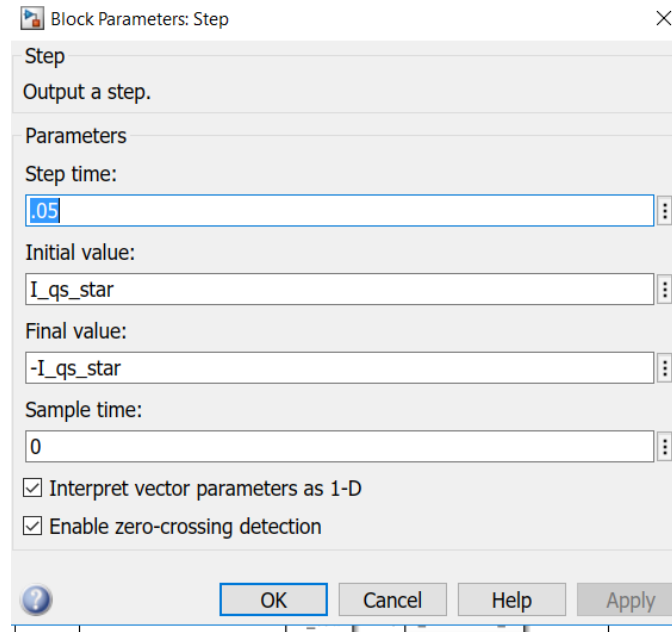 Block Parameters: Step
Step
Output a step.
Parameters
Step time:
.05
Initial value:
I_qs_star
Final value:
-I_qs_star
Sample time:
0
Interpret vector parameters as 1-D
Enable zero-crossing detection
OK Cancel Help Apply